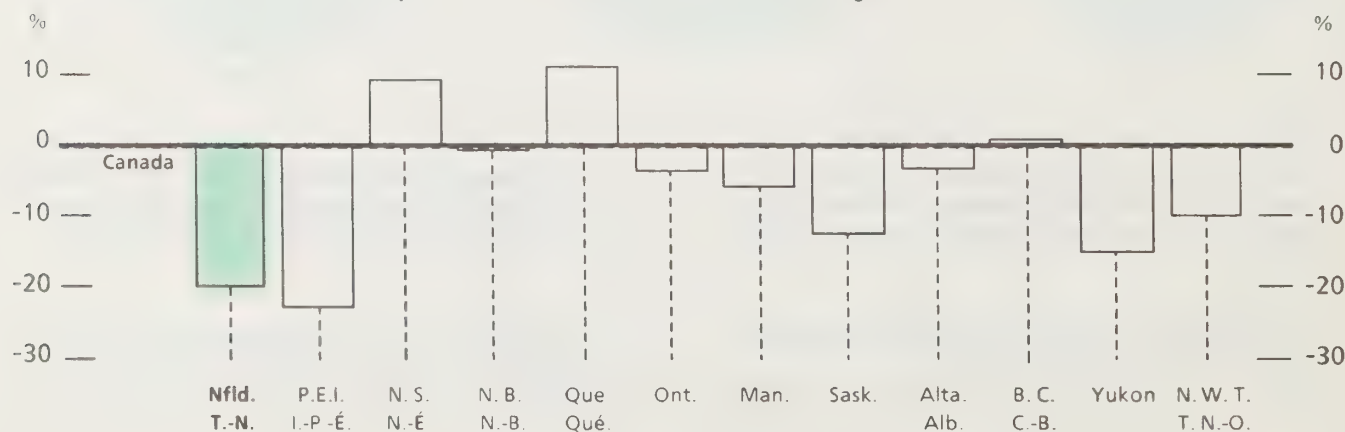 % %
10 10
0 0
Canada
-10 -10
-20 -20
-30 -30
Nfld. P.E.I. N. S. N. B. Que Ont. Man. Sask. Alta. B. C. Yukon N. W. T.
T.-N. I.-P -É. N.-É N.-B. Qué. Alb. C.-B. T. N.-O.